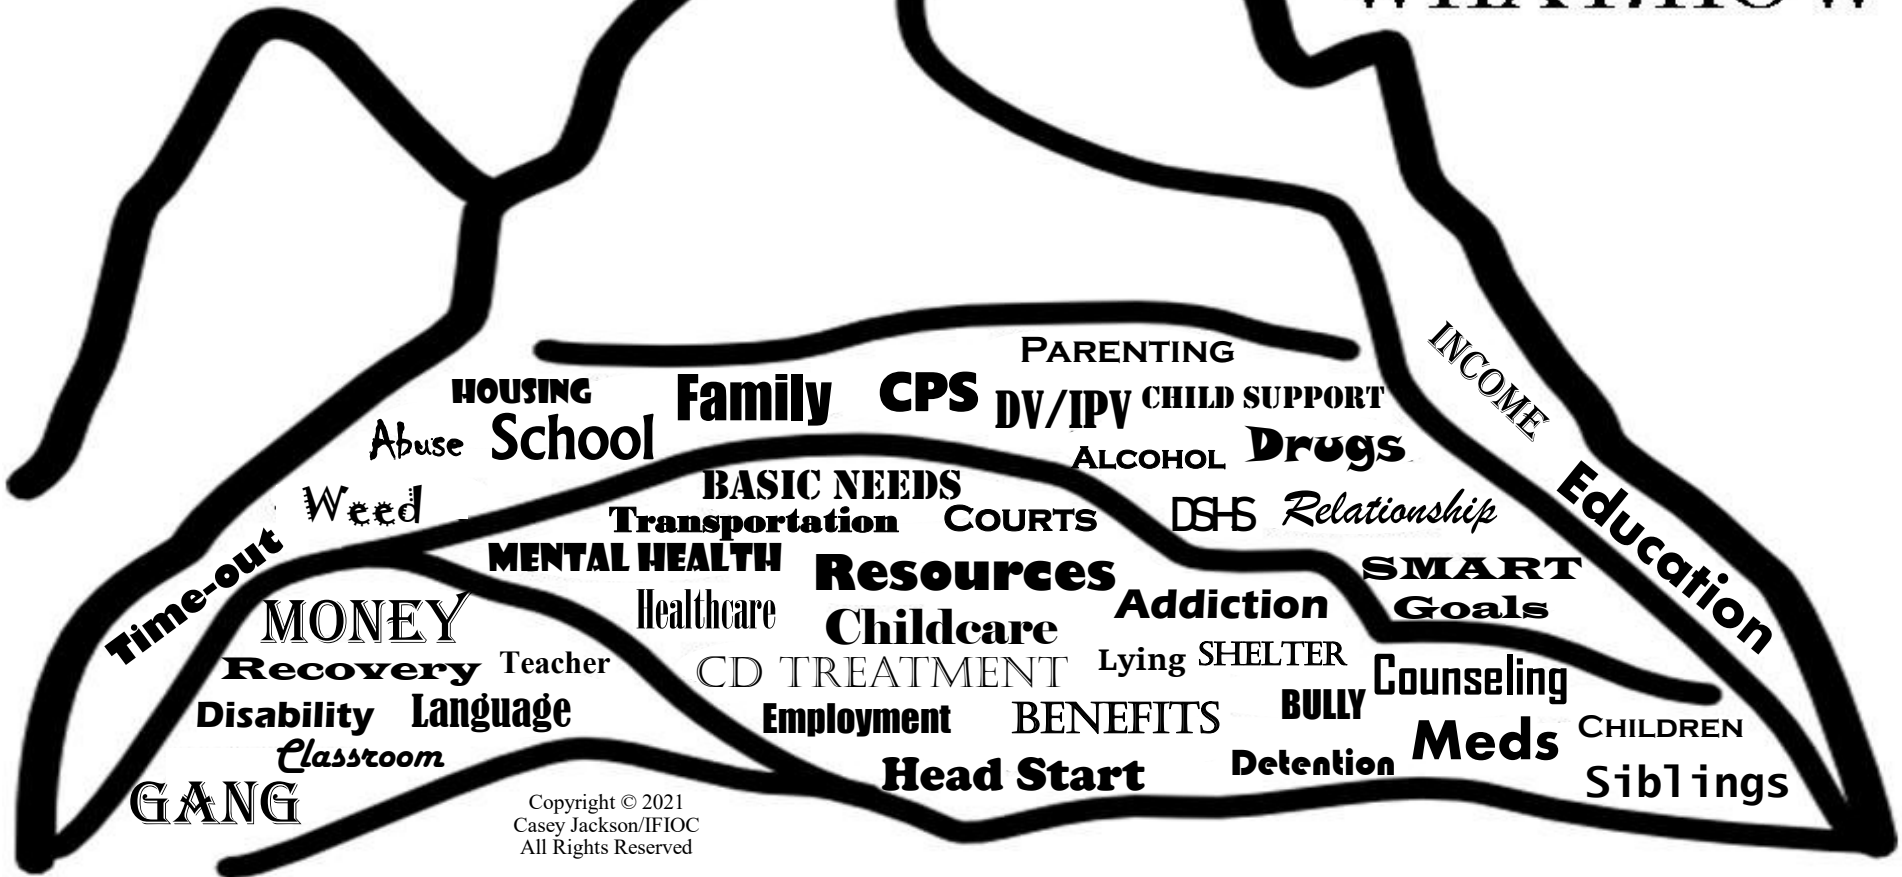 WHAT/HOW
PARENTING
INCOME
HOUSING
Family
CPS
DV/IPV
CHILD SUPPORT
Abuse
School
ALCOHOL
Drugs
Weed
BASIC NEEDS
Transportation
COURTS
DSHS
Relationship
Education
Time-out
MENTAL HEALTH
Resources
SMART
Goals
MONEY
Healthcare
Childcare
Addiction
Recovery
Teacher
CD TREATMENT
Lying
SHELTER
Counseling
Disability
Language
Employment
BENEFITS
BULLY
Meds
CHILDREN
Classroom
Head Start
Detention
Siblings
GANG
Copyright © 2021
Casey Jackson/IFIOC
All Rights Reserved